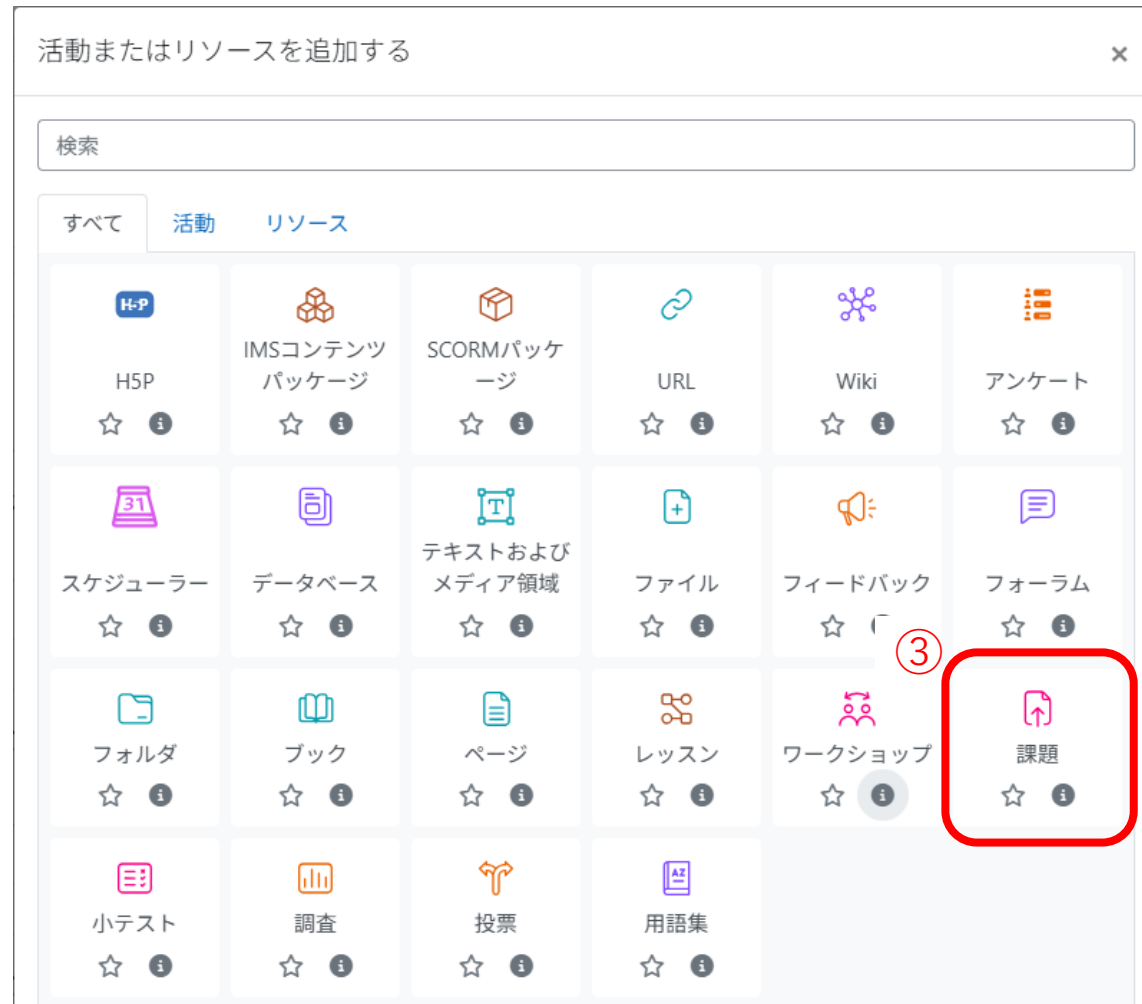 活動またはリソースを追加する ×
検索
すべて 活動 リソース
H5P
IMSコンテンツ
パッケージ
SCORMパッケ
ージ
URL
Wiki
アンケート
31
スケジューラー
データベース
T
テキストおよび
メディア領域
ファイル
フィードバック
フォーラム
③
フォルダ
ブック
ページ
レッスン
ワークショップ
課題
小テスト
調査
投票
AZ
用語集